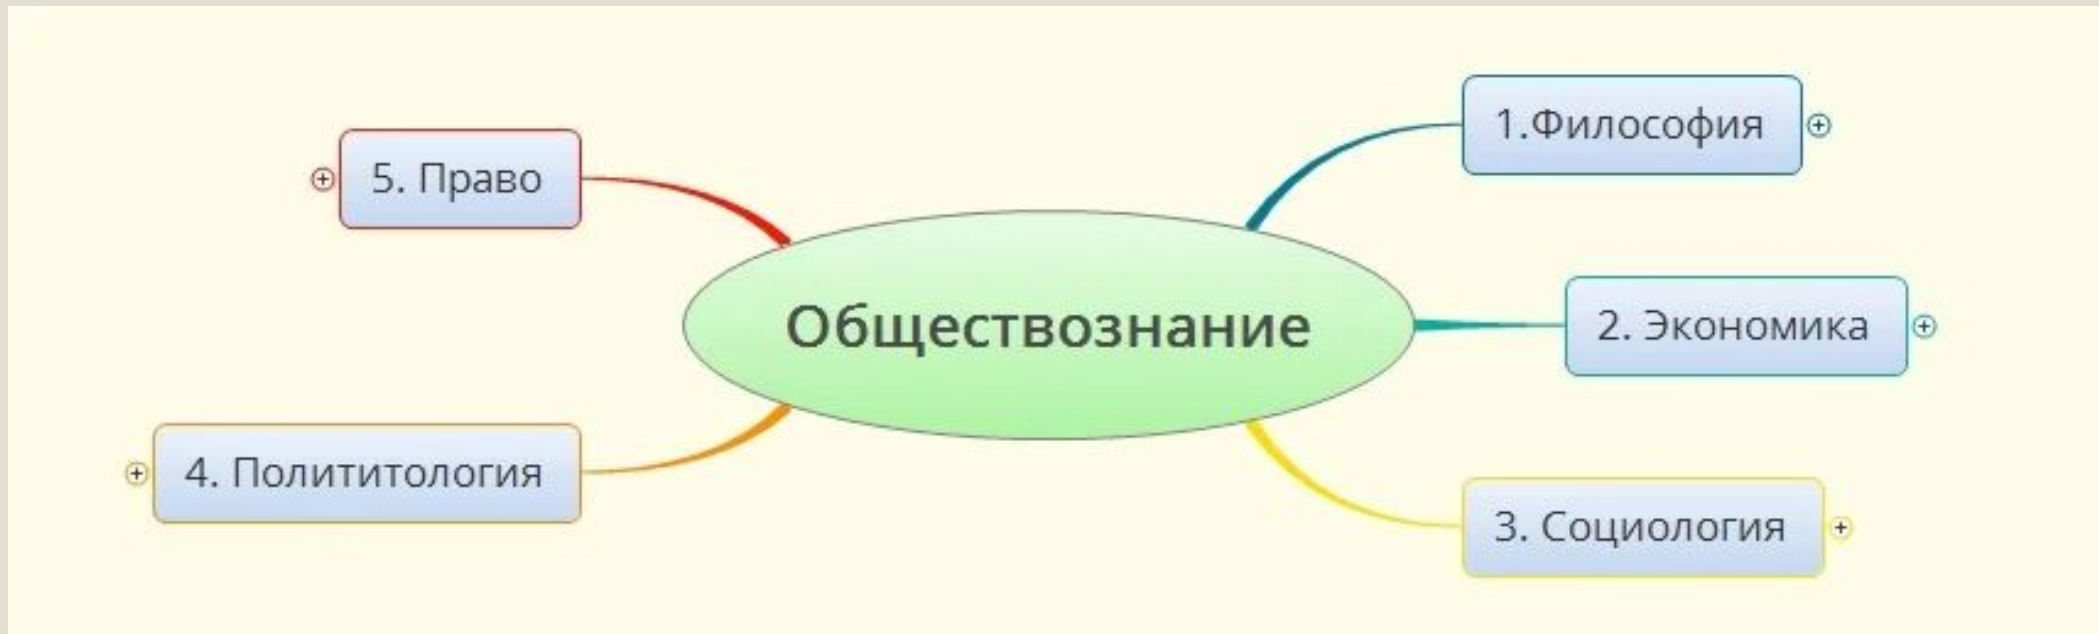 Обществознание
1.Философия
2. Экономика
3. Социология
4. Полититология
5. Право